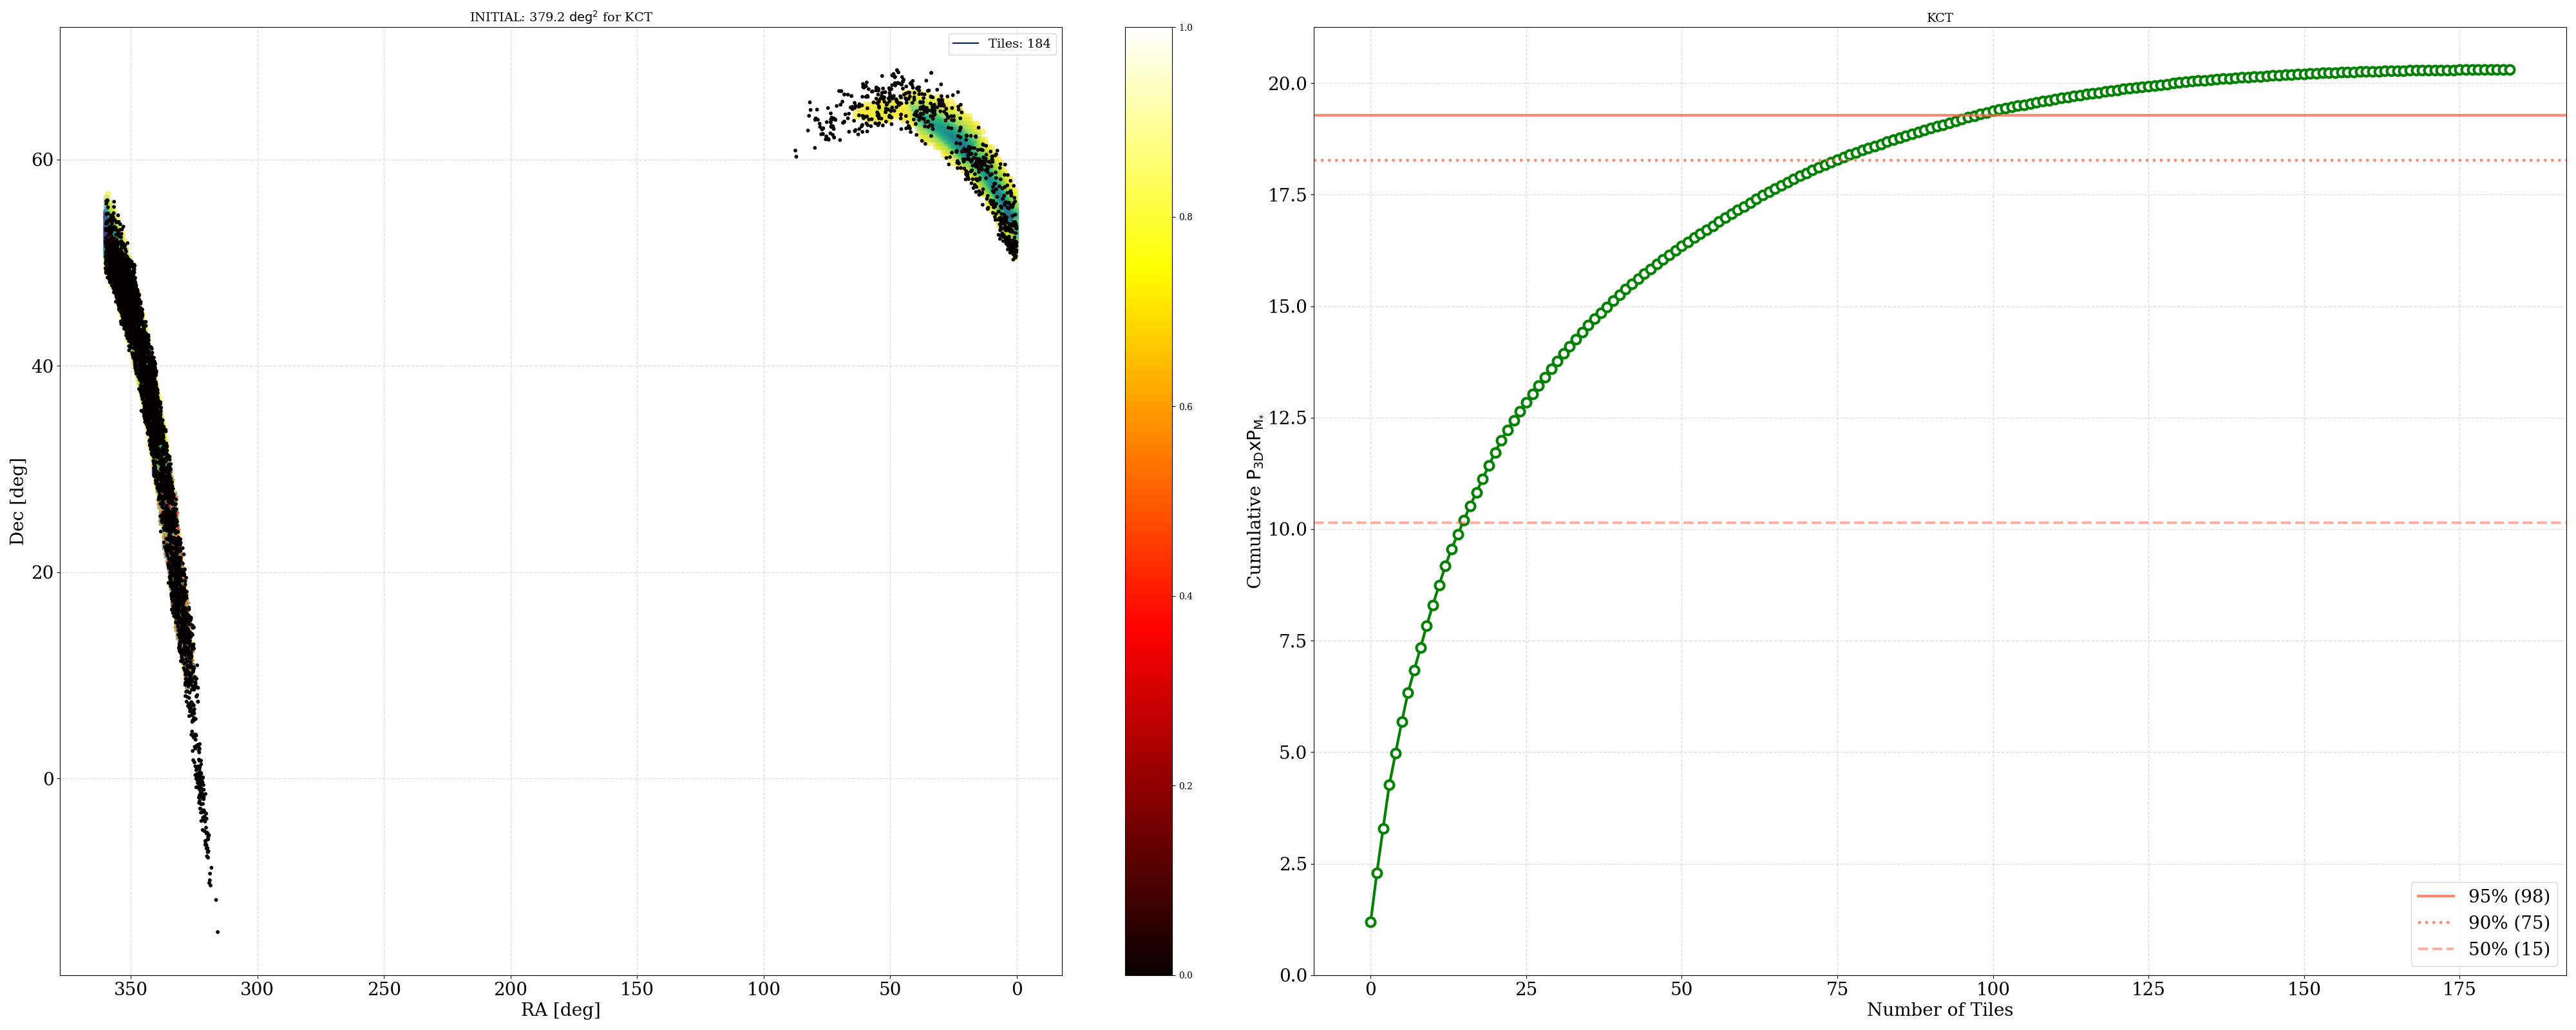 INITIAL: 379.2 deg² for KCT
Tiles: 184
60
40
20
0
Dec [deg]
350 300 250 200 150 100 50 0
RA [deg]
1.0
0.8
0.6
0.4
0.2
0.0
KCT
20.0
17.5
15.0
12.5
10.0
7.5
5.0
2.5
0.0
Cumulative P3DxPM*
0 25 50 75 100 125 150 175
Number of Tiles
95% (98)
90% (75)
50% (15)